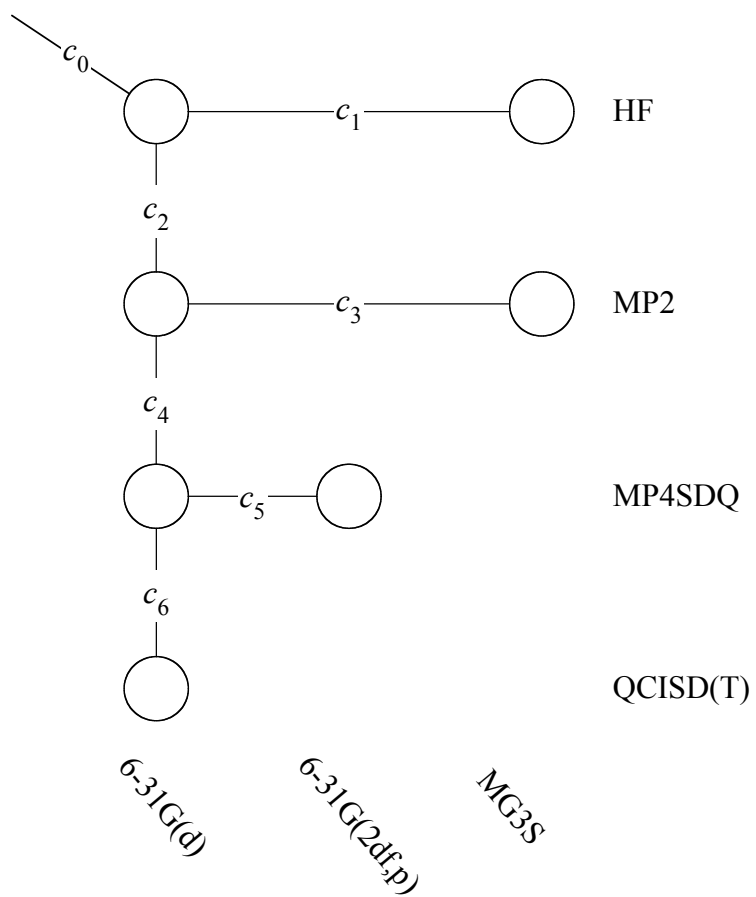 c0
c1
HF
c2
c3
MP2
c4
c5
MP4SDQ
c6
QCISD(T)
6-31G(d)
6-31G(2df,p)
MG3S